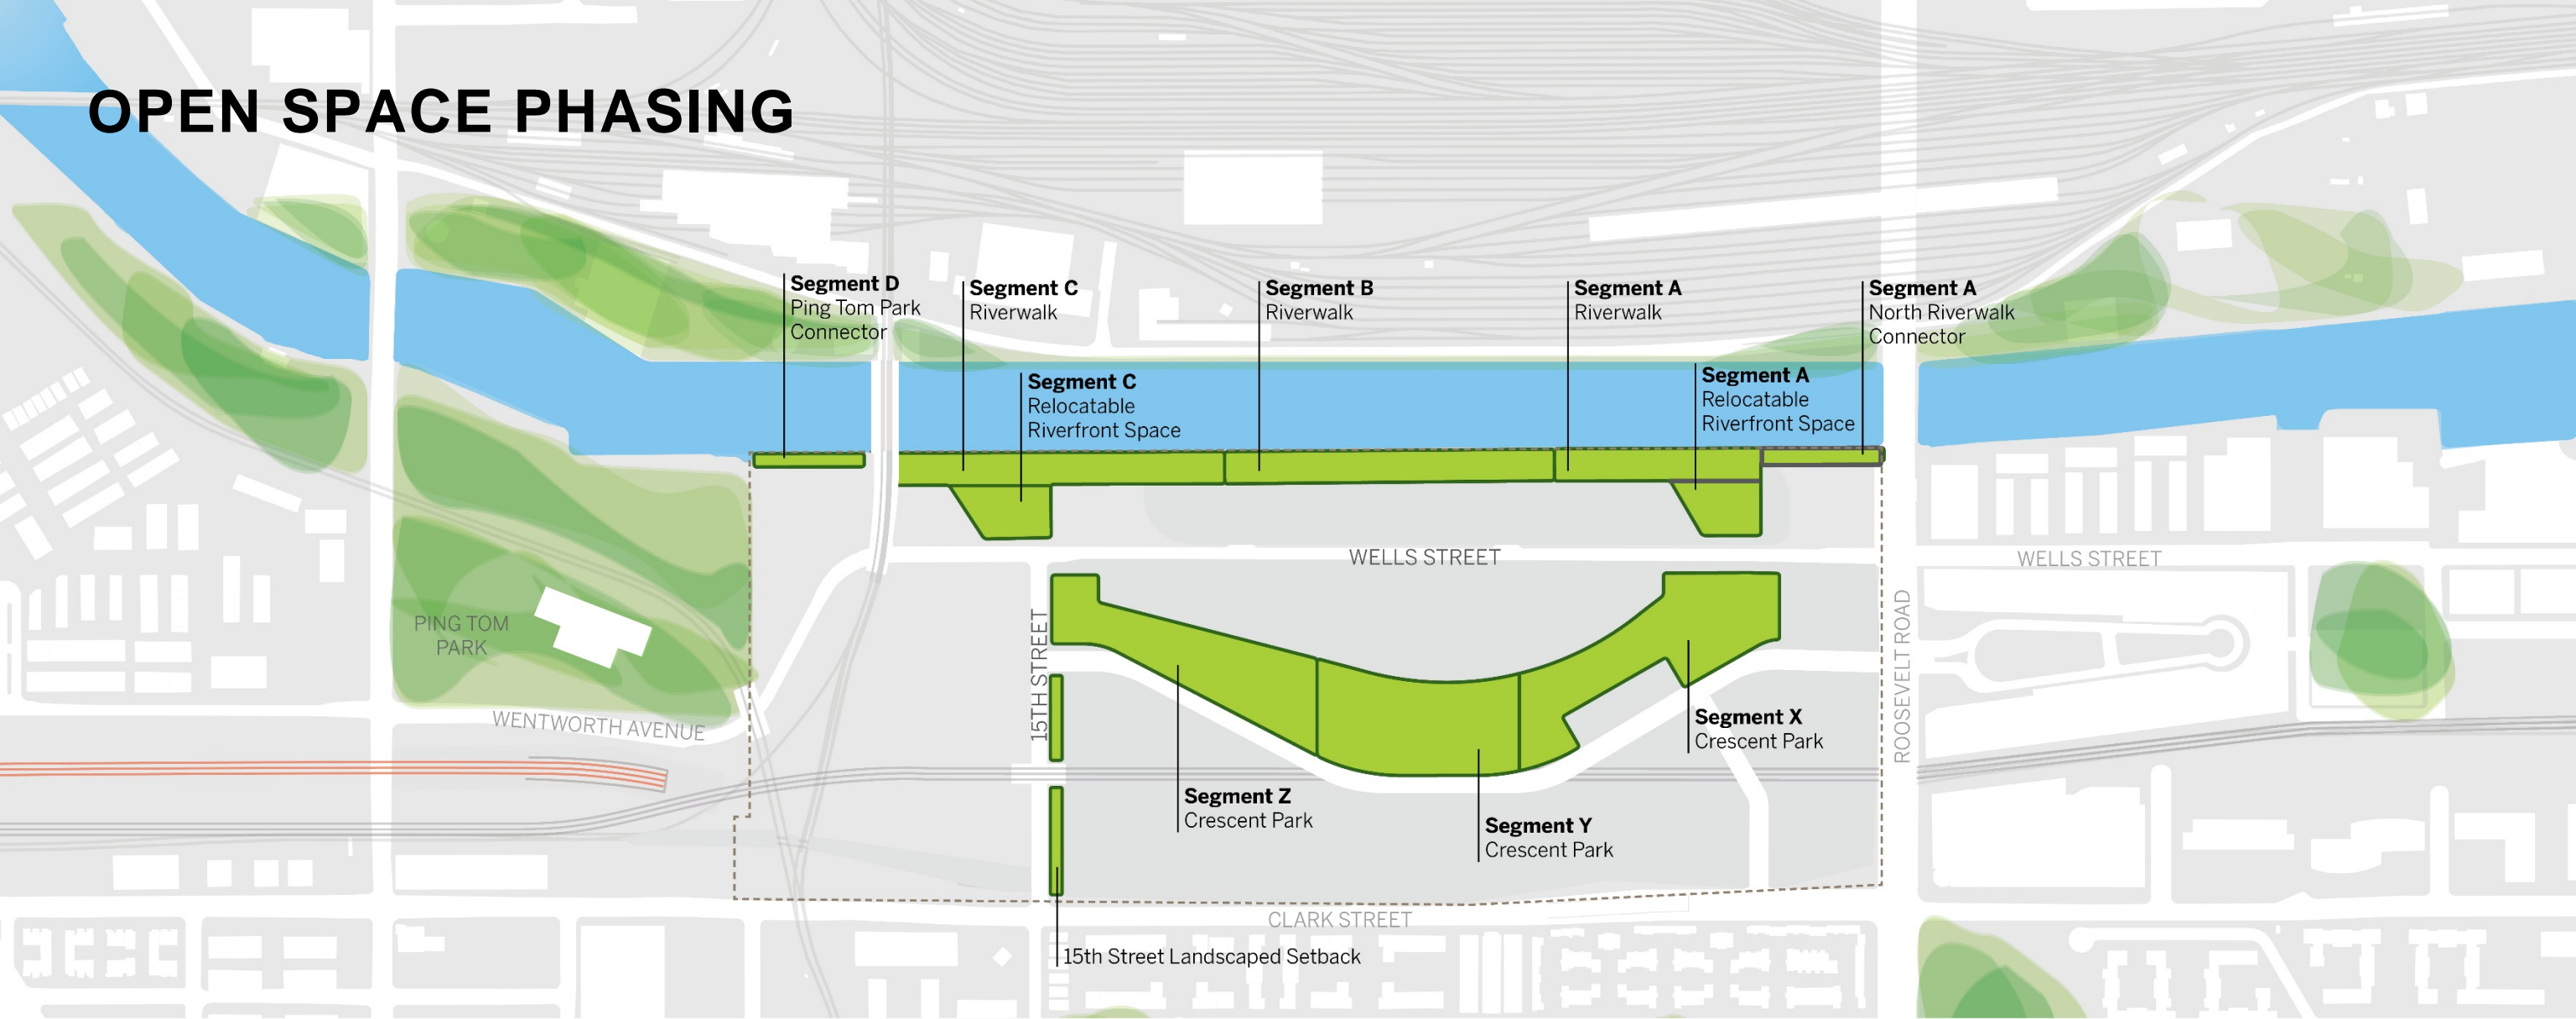 OPEN SPACE PHASING
Segment D
Ping Tom Park
Connector
Segment C
Riverwalk
Segment B
Riverwalk
Segment A
Riverwalk
Segment A
North Riverwalk
Connector
Segment C
Relocatable
Riverfront Space
Segment A
Relocatable
Riverfront Space
WELLS STREET
WELLS STREET
PING TOM
PARK
15TH STREET
ROOSEVELT ROAD
WENTWORTH AVENUE
Segment X
Crescent Park
Segment Z
Crescent Park
Segment Y
Crescent Park
CLARK STREET
15th Street Landscaped Setback